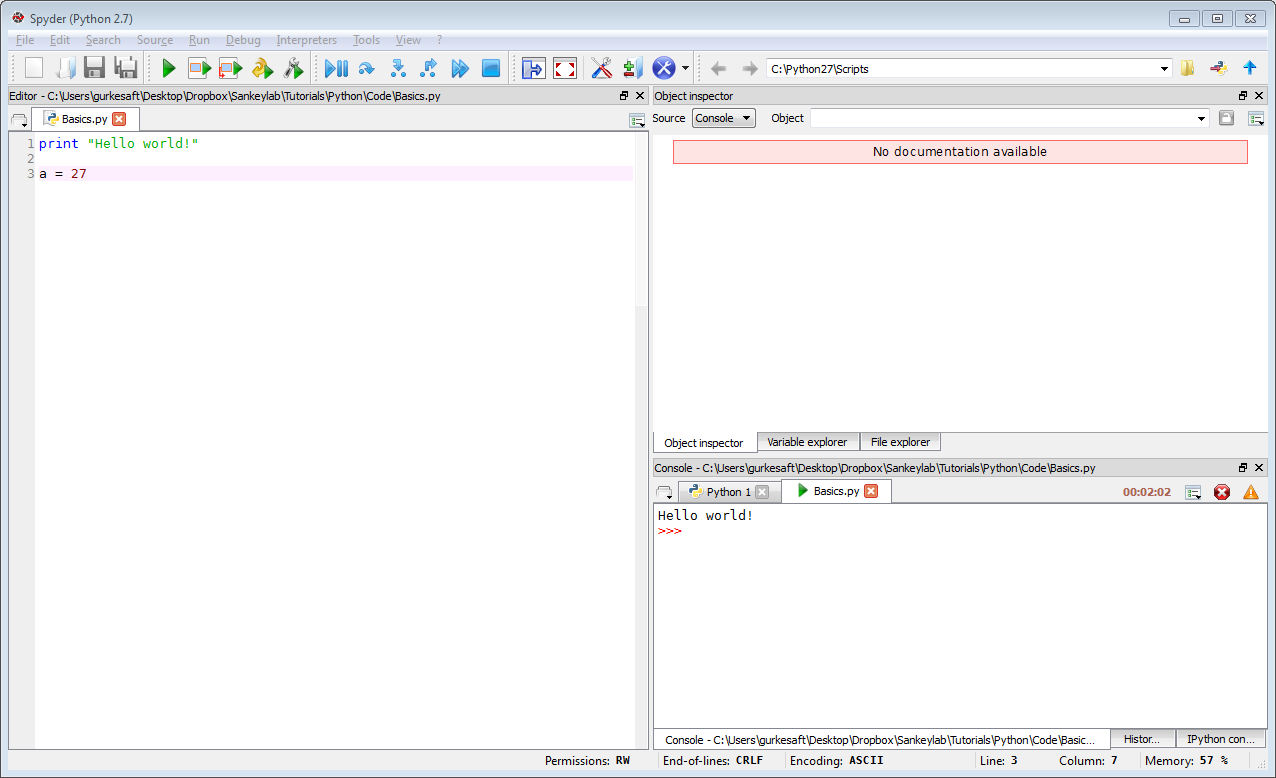 Spyder (Python 2.7)
File Edit Search Source Run Debug Interpreters Tools View ?
C:\Python27\Scripts
Editor - C:\Users\gurkesaft\Desktop\Dropbox\Sankeylab\Tutorials\Python\Code\Basics.py
Basics.py
1 print "Hello world!"
2
3 a = 27
Object inspector
Source Console Object
No documentation available
Object inspector Variable explorer File explorer
Console - C:\Users\gurkesaft\Desktop\Dropbox\Sankeylab\Tutorials\Python\Code\Basics.py
Python 1 Basics.py 00:02:02
Hello world!
>>>
Console - C:\Users\gurkesaft\Desktop\Dropbox\Sankeylab\Tutorials\Python\Code\Basic... Histor... IPython con...
Permissions: RW End-of-lines: CRLF Encoding: ASCII Line: 3 Column: 7 Memory: 57 %